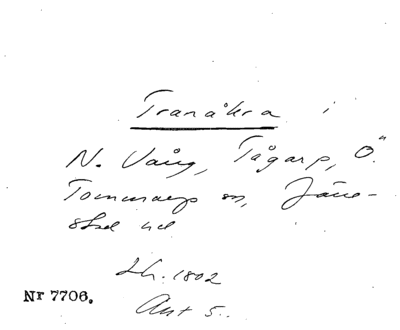 Tranåkra i
N. Vång, Tågarp, Ö.
Tommarp sn, Järre-
stad hd
Lh. 1802
Akt 5.
Nr 7706.